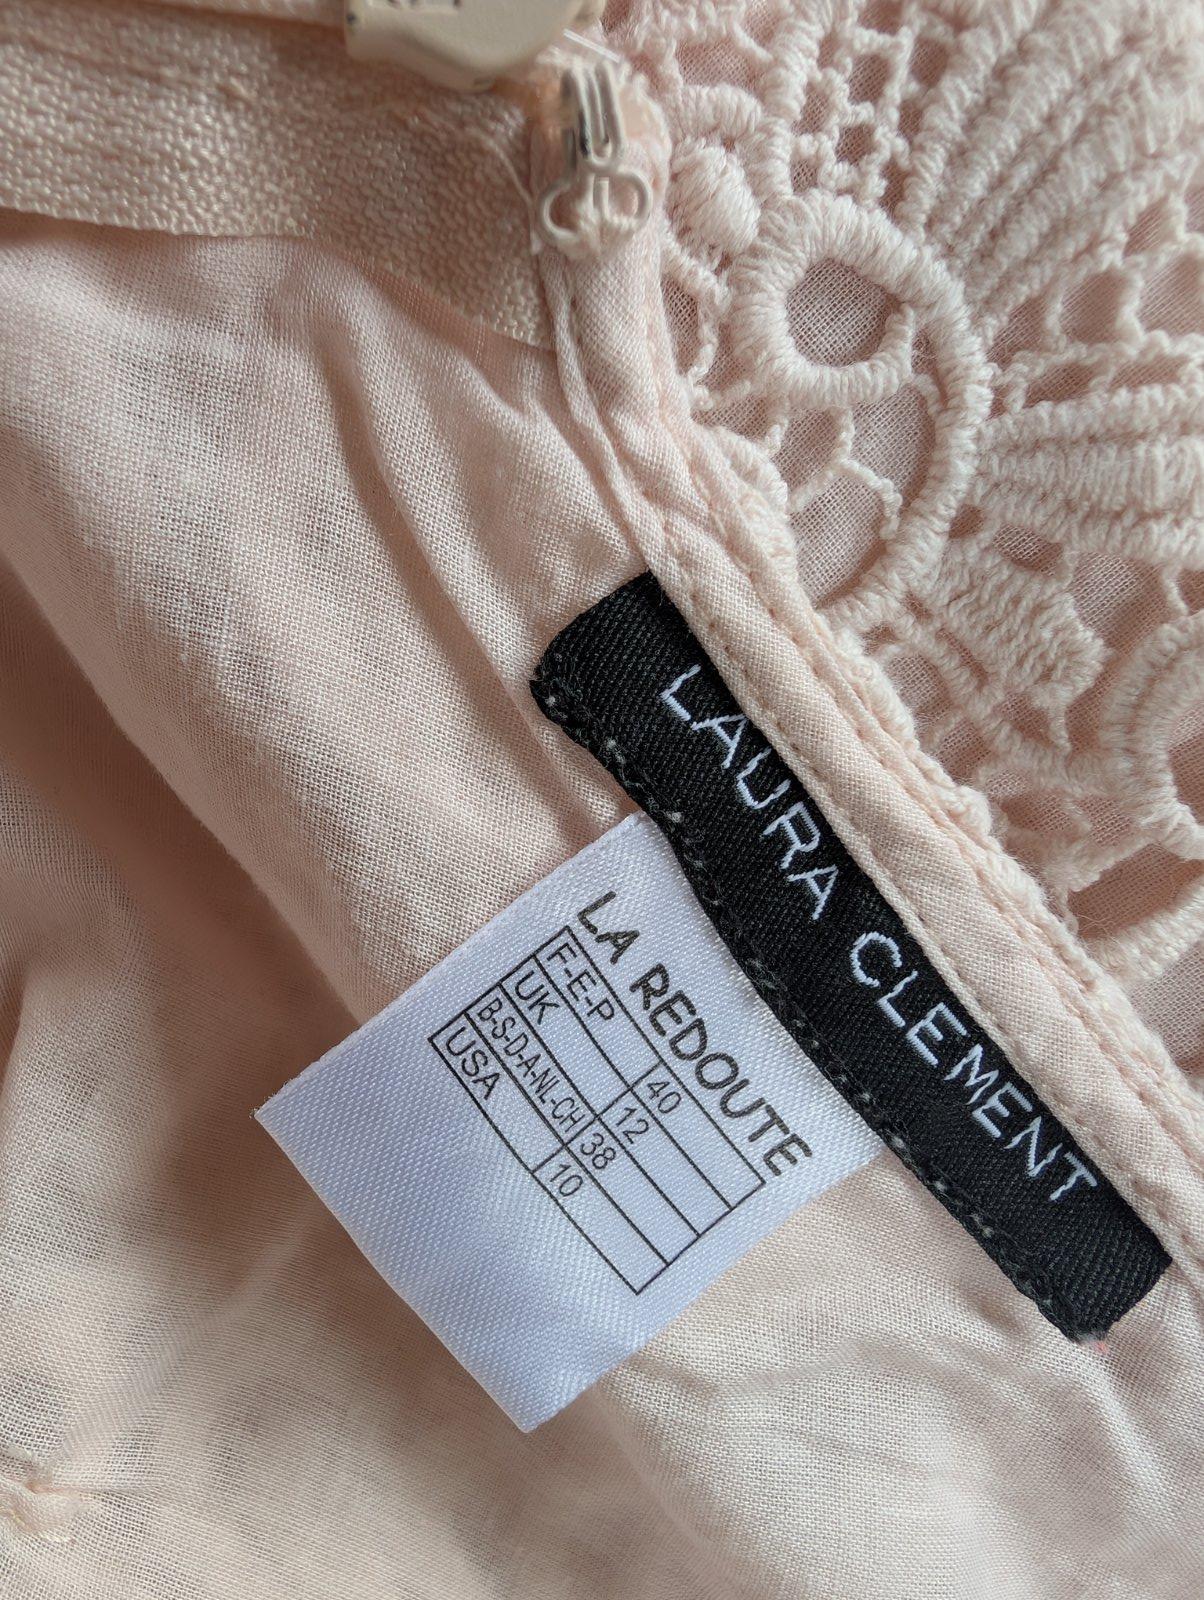 LAURA CLEMENT
LA REDOUTE
F-E-P 40
UK 12
B-S-D-A-NL-CH 38
USA 10